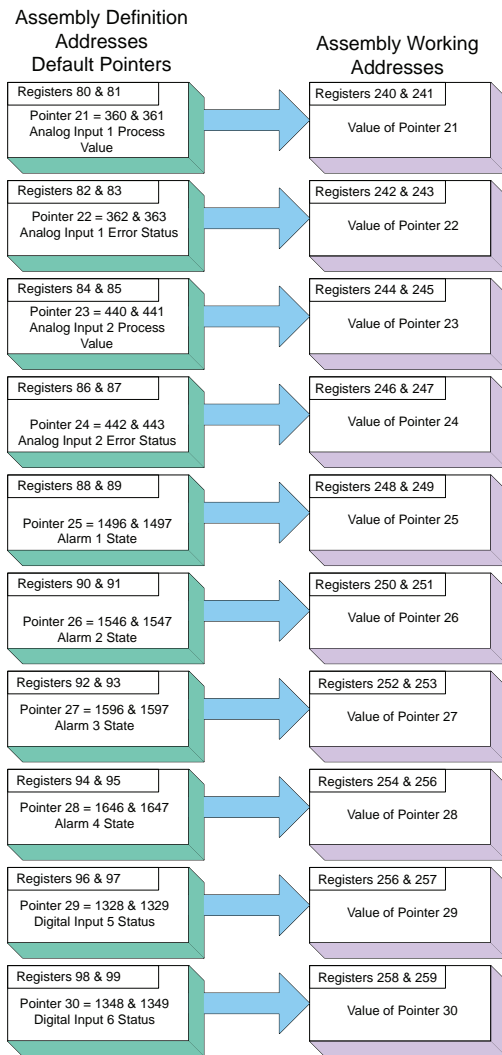 Assembly Definition
Addresses
Default Pointers
Assembly Working
Addresses
Registers 80 & 81
Pointer 21 = 360 & 361
Analog Input 1 Process
Value
Registers 240 & 241
Value of Pointer 21
Registers 82 & 83
Pointer 22 = 362 & 363
Analog Input 1 Error Status
Registers 242 & 243
Value of Pointer 22
Registers 84 & 85
Pointer 23 = 440 & 441
Analog Input 2 Process
Value
Registers 244 & 245
Value of Pointer 23
Registers 86 & 87
Pointer 24 = 442 & 443
Analog Input 2 Error Status
Registers 246 & 247
Value of Pointer 24
Registers 88 & 89
Pointer 25 = 1496 & 1497
Alarm 1 State
Registers 248 & 249
Value of Pointer 25
Registers 90 & 91
Pointer 26 = 1546 & 1547
Alarm 2 State
Registers 250 & 251
Value of Pointer 26
Registers 92 & 93
Pointer 27 = 1596 & 1597
Alarm 3 State
Registers 252 & 253
Value of Pointer 27
Registers 94 & 95
Pointer 28 = 1646 & 1647
Alarm 4 State
Registers 254 & 256
Value of Pointer 28
Registers 96 & 97
Pointer 29 = 1328 & 1329
Digital Input 5 Status
Registers 256 & 257
Value of Pointer 29
Registers 98 & 99
Pointer 30 = 1348 & 1349
Digital Input 6 Status
Registers 258 & 259
Value of Pointer 30